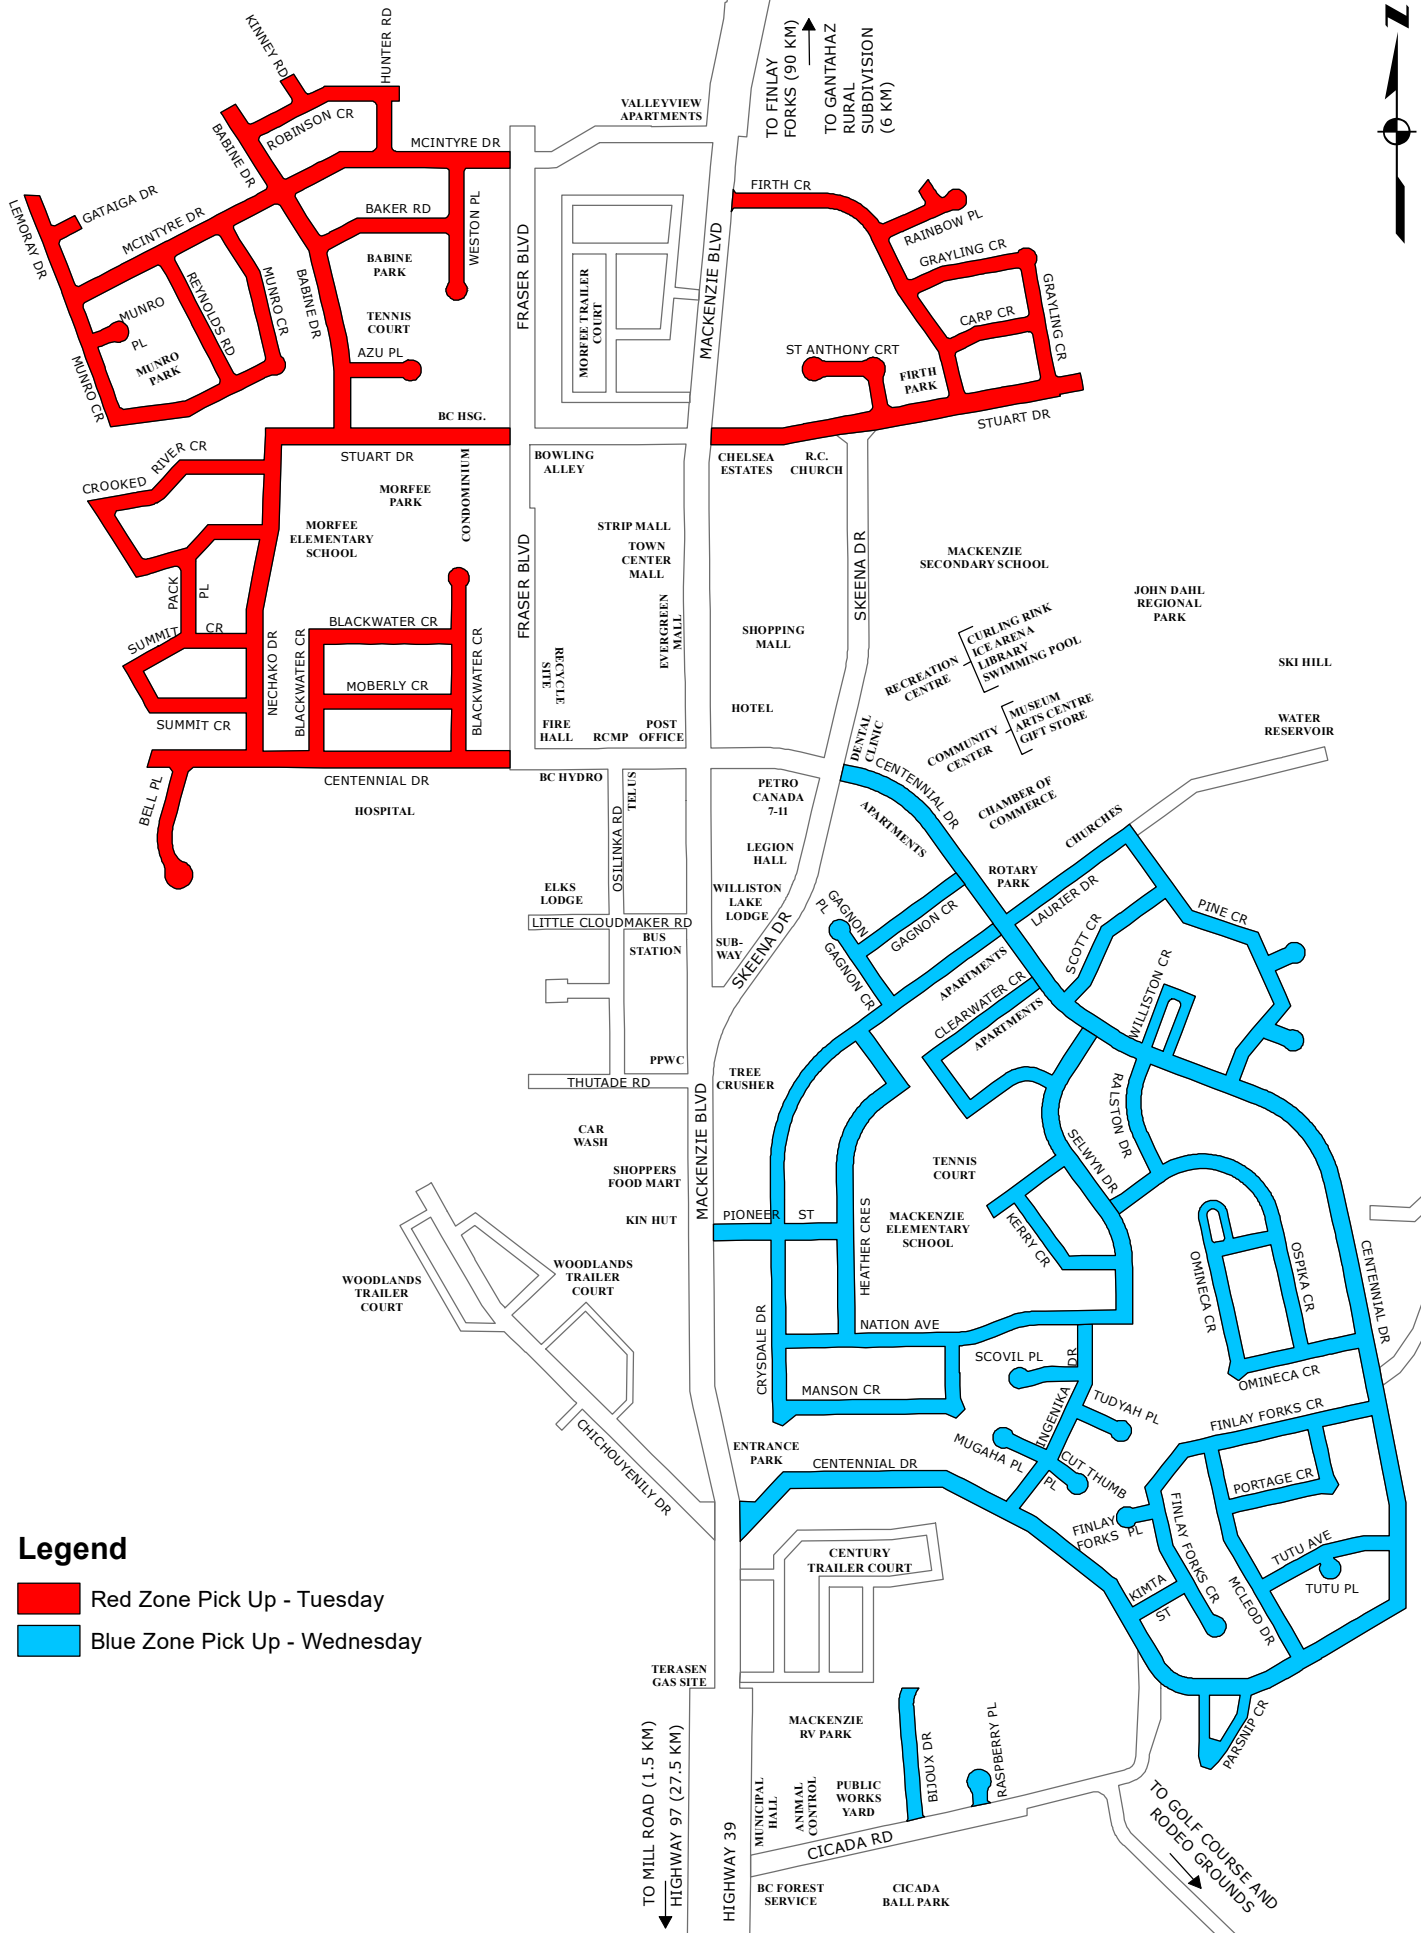 N
KINNEY RD
HUNTER RD
ROBINSON CR
BABINE DR
MCINTYRE DR
VALLEYVIEW
APARTMENTS
TO FINLAY
FORKS (90 KM)
TO GANTAHAZ
RURAL
SUBDIVISION
(6 KM)
LEMORAY DR
GATAIGA DR
MCINTYRE DR
BAKER RD
WESTON PL
FRASER BLVD
BABINE
PARK
TENNIS
COURT
AZU PL
MUNRO
PL
MUNRO
PARK
REYNOLDS RD
MUNRO CR
BABINE DR
MUNRO CR
MORFEE TRAILER
COURT
MACKENZIE BLVD
FIRTH CR
RAINBOW PL
GRAYLING CR
CARP CR
GRAYLING CR
ST ANTHONY CRT
FIRTH
PARK
STUART DR
BC HSG.
CROOKED
RIVER CR
STUART DR
MORFEE
PARK
CONDOMINIUM
MORFEE
ELEMENTARY
SCHOOL
BOWLING
ALLEY
CHELSEA
ESTATES
R.C.
CHURCH
STRIP MALL
TOWN
CENTER
MALL
FRASER BLVD
EVERGREEN
MALL
SKEENA DR
MACKENZIE
SECONDARY SCHOOL
JOHN DAHL
REGIONAL
PARK
PACK
PL
SUMMIT
CR
NECHAKO DR
BLACKWATER CR
BLACKWATER CR
MOBERLY CR
BLACKWATER CR
SUMMIT CR
RECYCLE
SITE
SHOPPING
MALL
HOTEL
RECREATION
CENTRE
CURLING RINK
ICE ARENA
LIBRARY
SWIMMING POOL
COMMUNITY
CENTER
MUSEUM
ARTS CENTRE
GIFT STORE
SKI HILL
WATER
RESERVOIR
FIRE
HALL
RCMP
POST
OFFICE
DENTAL
CLINIC
CENTENNIAL DR
CENTENNIAL DR
BELL PL
HOSPITAL
BC HYDRO
TELUS
OSILINKA RD
PETRO
CANADA
7-11
APARTMENTS
CHAMBER OF
COMMERCE
CHURCHES
LEGION
HALL
ROTARY
PARK
LAURIER DR
ELKS
LODGE
WILLISTON
LAKE
LODGE
GAGNON
PL
GAGNON CR
GAGNON CR
LITTLE CLOUDMAKER RD
BUS
STATION
SUB-
WAY
SKEENA DR
APARTMENTS
CLEARWATER CR
APARTMENTS
SCOTT CR
PINE CR
WILLISTON CR
PPWC
THUTADE RD
TREE
CRUSHER
MACKENZIE BLVD
RALSTON DR
CAR
WASH
SHOPPERS
FOOD MART
KIN HUT
TENNIS
COURT
SELWYN DR
MACKENZIE
ELEMENTARY
SCHOOL
PIONEER ST
HEATHER CRES
KERRY CR
OMINECA CR
OSPIKA CR
CENTENNIAL DR
WOODLANDS
TRAILER
COURT
WOODLANDS
TRAILER
COURT
CRYSDALE DR
NATION AVE
MANSON CR
SCOVIL PL
INGENIKA
DR
TUDYAH PL
OMINECA CR
CHICHOUYENILY DR
ENTRANCE
PARK
CENTENNIAL DR
MUGAHA PL
CUT THUMB
PL
FINLAY FORKS CR
PORTAGE CR
FINLAY
FORKS PL
FINLAY FORKS CR
TUTU AVE
TUTU PL
KIMTA
ST
MCLEOD DR
CENTURY
TRAILER COURT
Legend
Red Zone Pick Up - Tuesday
Blue Zone Pick Up - Wednesday
TERASEN
GAS SITE
PARSNIP CR
TO MILL ROAD (1.5 KM)
HIGHWAY 97 (27.5 KM)
HIGHWAY 39
MACKENZIE
RV PARK
MUNICIPAL
HALL
ANIMAL
CONTROL
PUBLIC
WORKS
YARD
BIJOUX DR
RASPBERRY PL
CICADA RD
BC FOREST
SERVICE
CICADA
BALL PARK
TO GOLF COURSE AND
RODEO GROUNDS